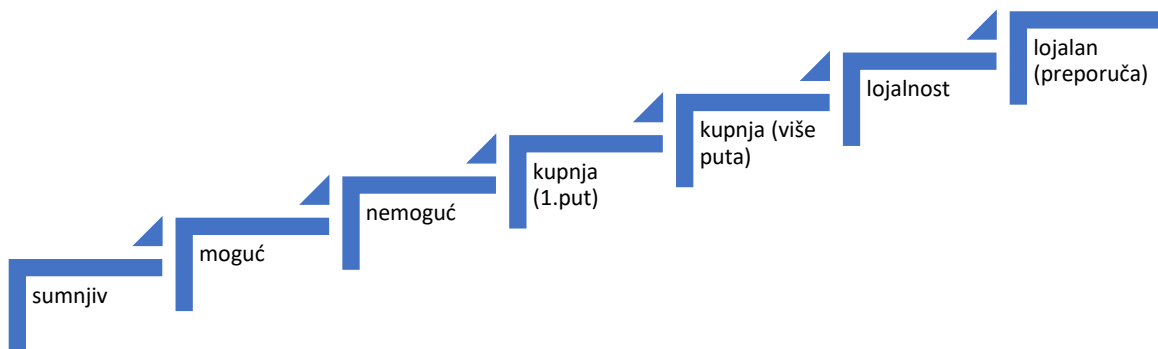 sumnjiv
moguć
nemoguć
kupnja
(1.put)
kupnja (više
puta)
lojalnost
lojalan
(preporuča)